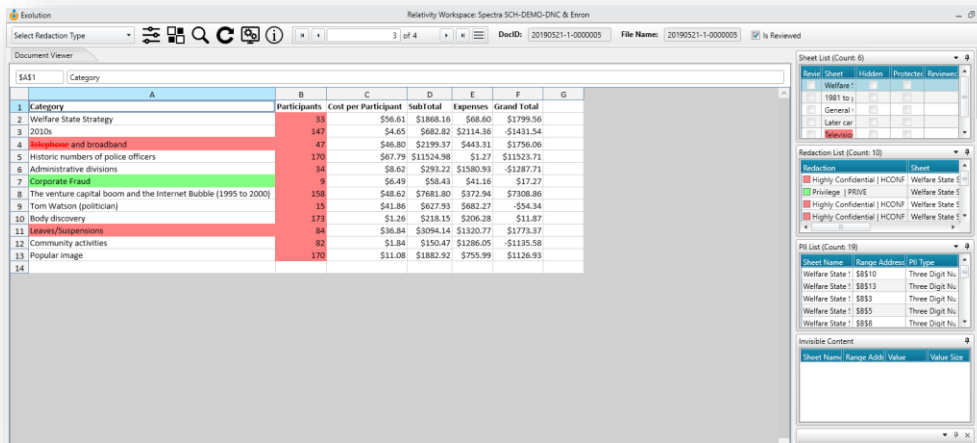 Exolution
Relativity Workspace: Spectra SCH-DEMO-DNC & Enron
Select Redaction Type
3 of 4
DocID: 20190521-1-0000005
File Name: 20190521-1-0000005
Is Reviewed
Document Viewer
$A$1 Category
A B C D E F G
1 Category Participants Cost per Participant SubTotal Expenses Grand Total
2 Welfare State Strategy 33 $56.61 $1868.16 $68.60 $1799.56
3 2010s 147 $4.65 $682.82 $2114.36 -$1431.54
4 Telephone and broadband 47 $46.80 $2199.37 $443.31 $1756.06
5 Historic numbers of police officers 170 $67.79 $11524.98 $1.27 $11523.71
6 Administrative divisions 34 $8.62 $293.22 $1580.93 -$1287.71
7 Corporate Fraud 9 $6.49 $58.43 $41.16 $17.27
8 The venture capital boom and the Internet Bubble (1995 to 2000) 158 $48.62 $7681.80 $372.94 $7308.86
9 Tom Watson (politician) 15 $41.86 $627.93 $682.27 -$54.34
10 Body discovery 173 $1.26 $218.15 $206.28 $11.87
11 Leaves/Suspensions 84 $36.84 $3094.14 $1320.77 $1773.37
12 Community activities 82 $1.84 $150.47 $1286.05 -$1135.58
13 Popular image 170 $11.08 $1882.92 $755.99 $1126.93
14
Sheet List (Count: 6)
Revie Sheet Hidden Protected Reviewed
Welfare
1981 to
General
Later car
Televisio
Redaction List (Count: 10)
Redaction Sheet
Highly Confidential | HCONF Welfare State S
Privilege | PRIVE Welfare State S
Highly Confidential | HCONF Welfare State S
Highly Confidential | HCONF Welfare State S
PII List (Count: 19)
Sheet Name Range Address PII Type
Welfare State $B$10 Three Digit Nu
Welfare State $B$13 Three Digit Nu
Welfare State $B$3 Three Digit Nu
Welfare State $B$5 Three Digit Nu
Welfare State $B$8 Three Digit Nu
Invisible Content
Sheet Name Range Addr Value Value Size